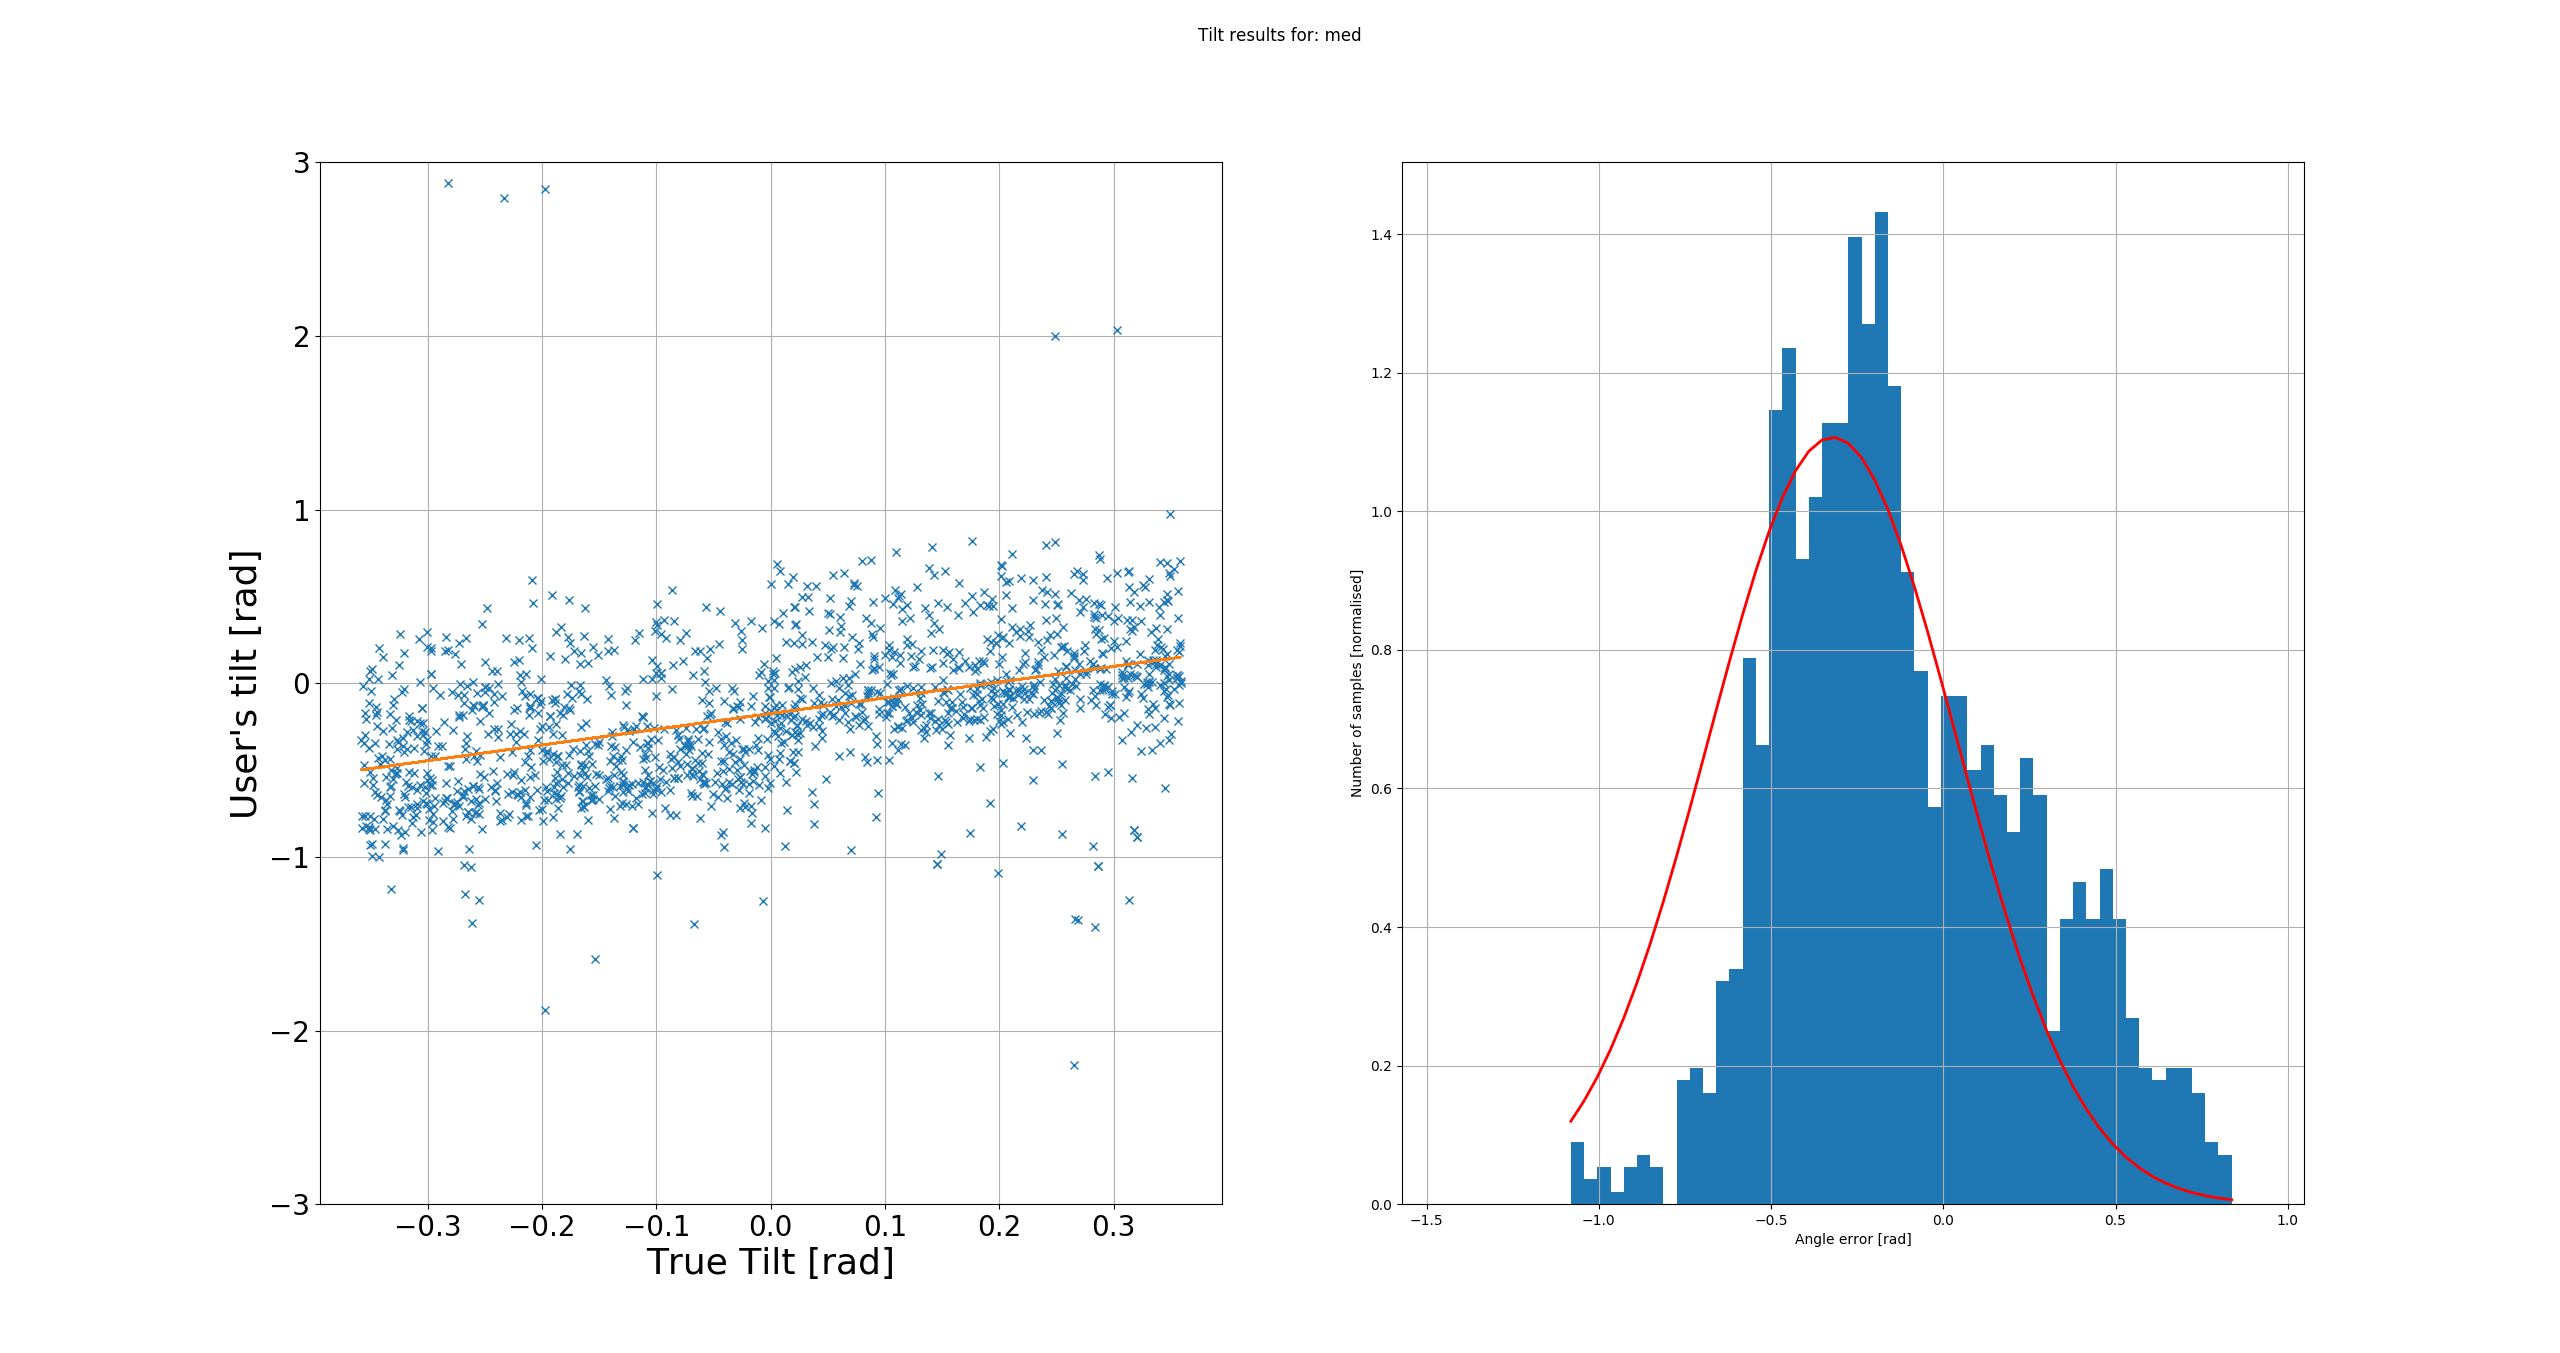 Tilt results for: med
3
2
1
0
−1
−2
−3
User's tilt [rad]
−0.3 −0.2 −0.1 0.0 0.1 0.2 0.3
True Tilt [rad]
1.4
1.2
1.0
0.8
0.6
0.4
0.2
0.0
Number of samples [normalised]
−1.5 −1.0 −0.5 0.0 0.5 1.0
Angle error [rad]